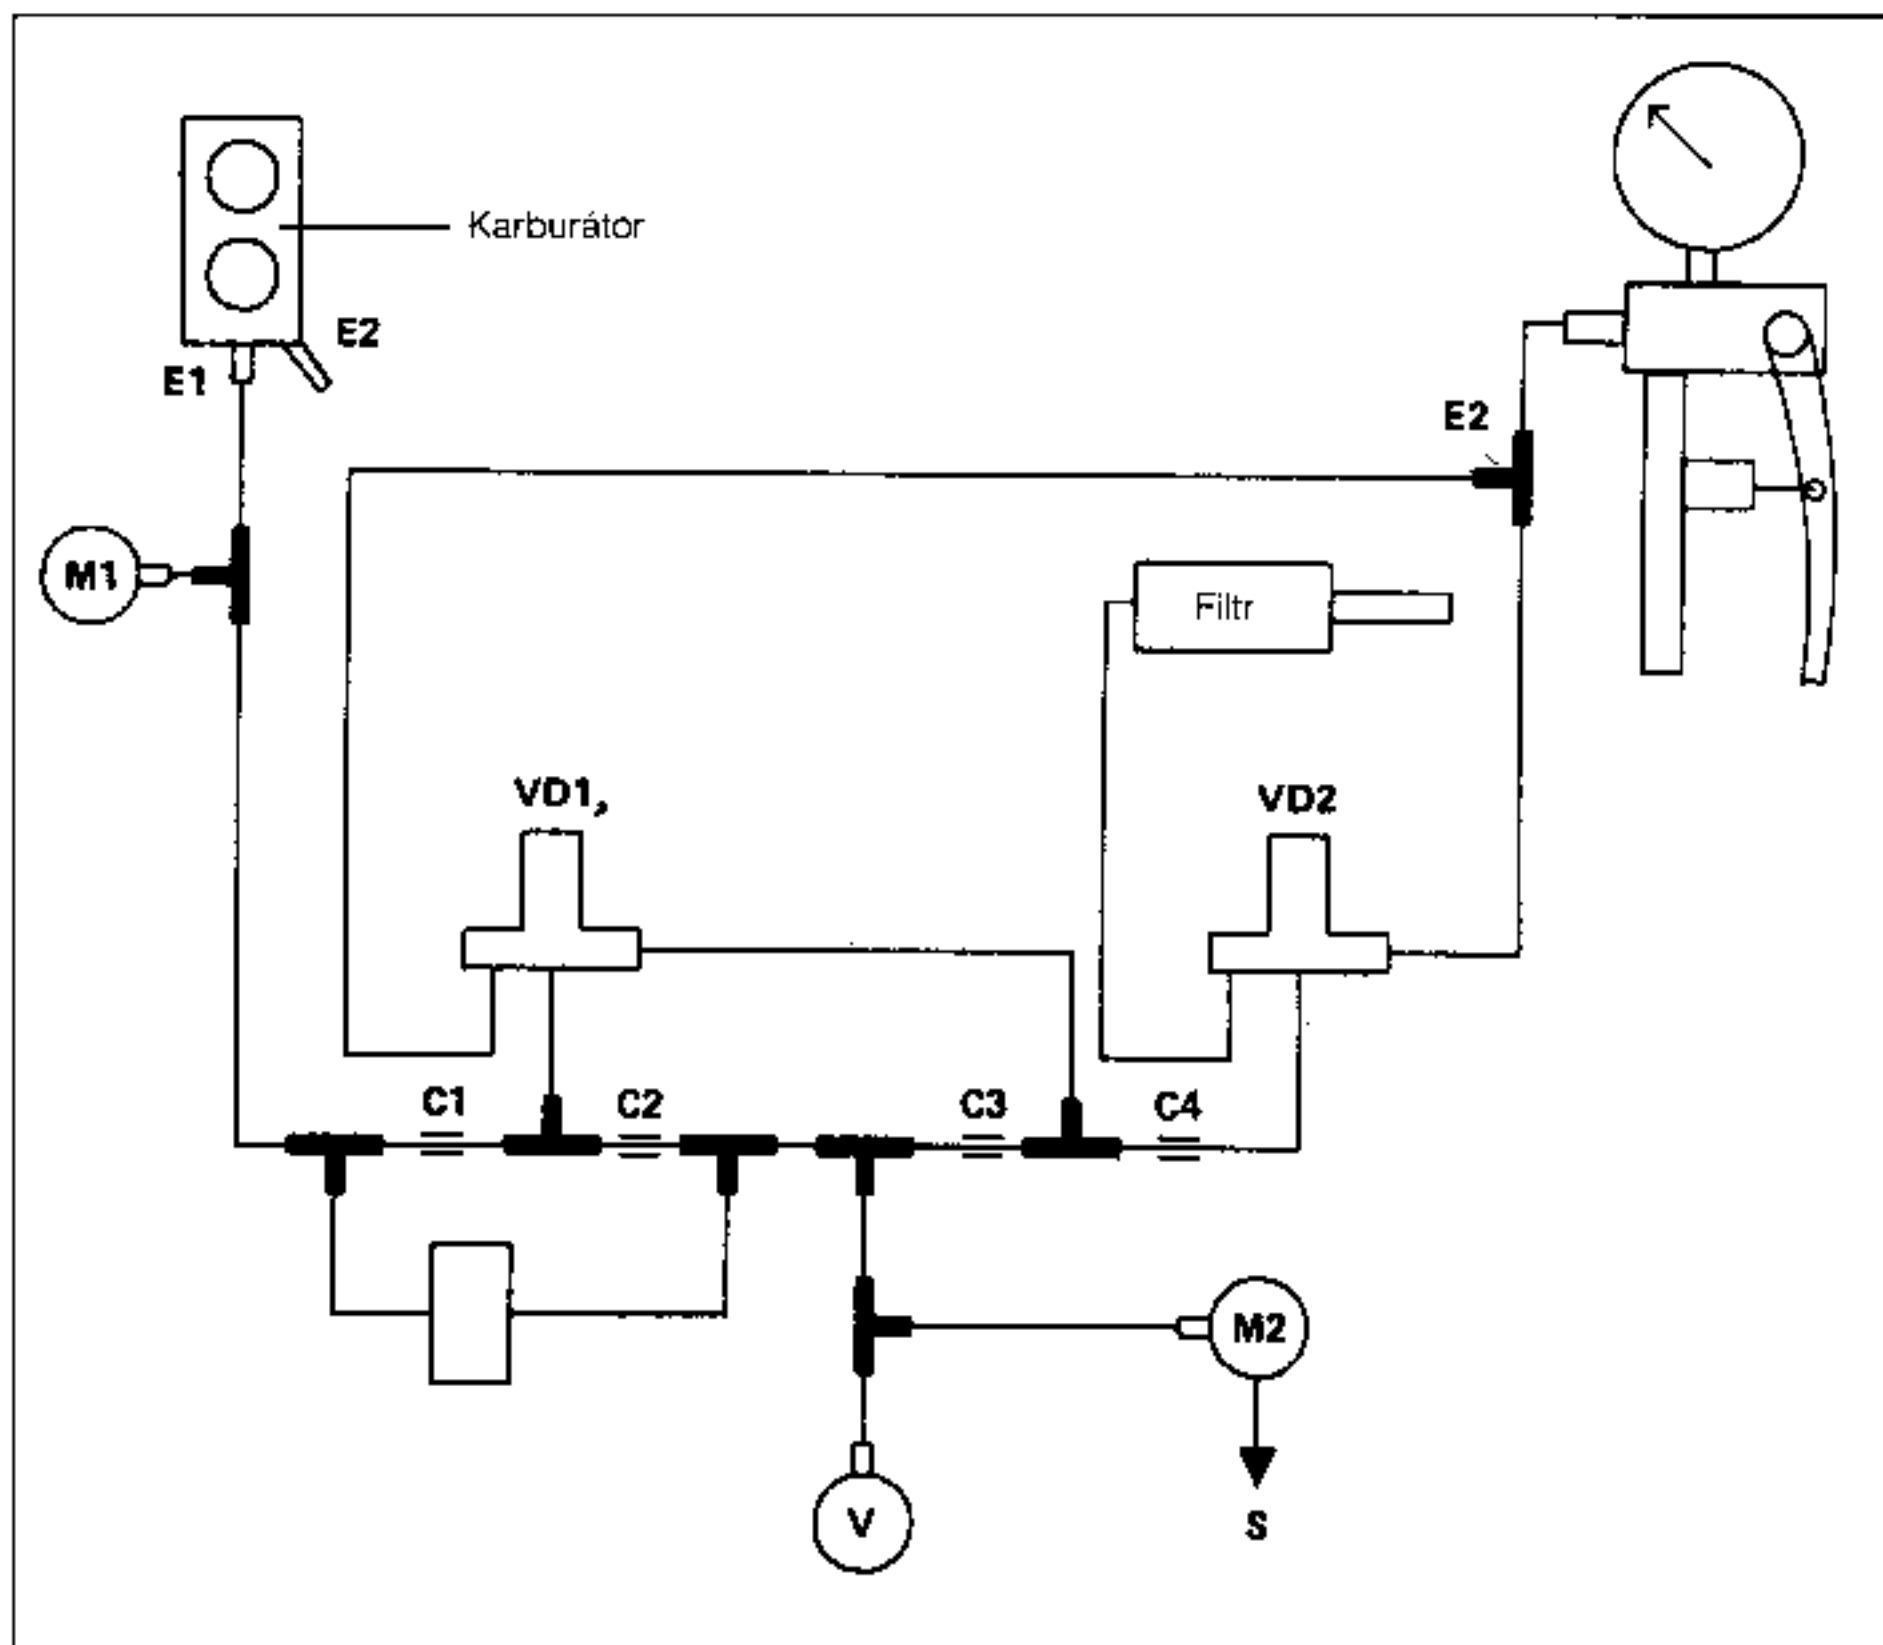 Karburátor
E2
E1
E2
M1
Filtr
VD1,
VD2
C1
C2
C3
C4
M2
V
S